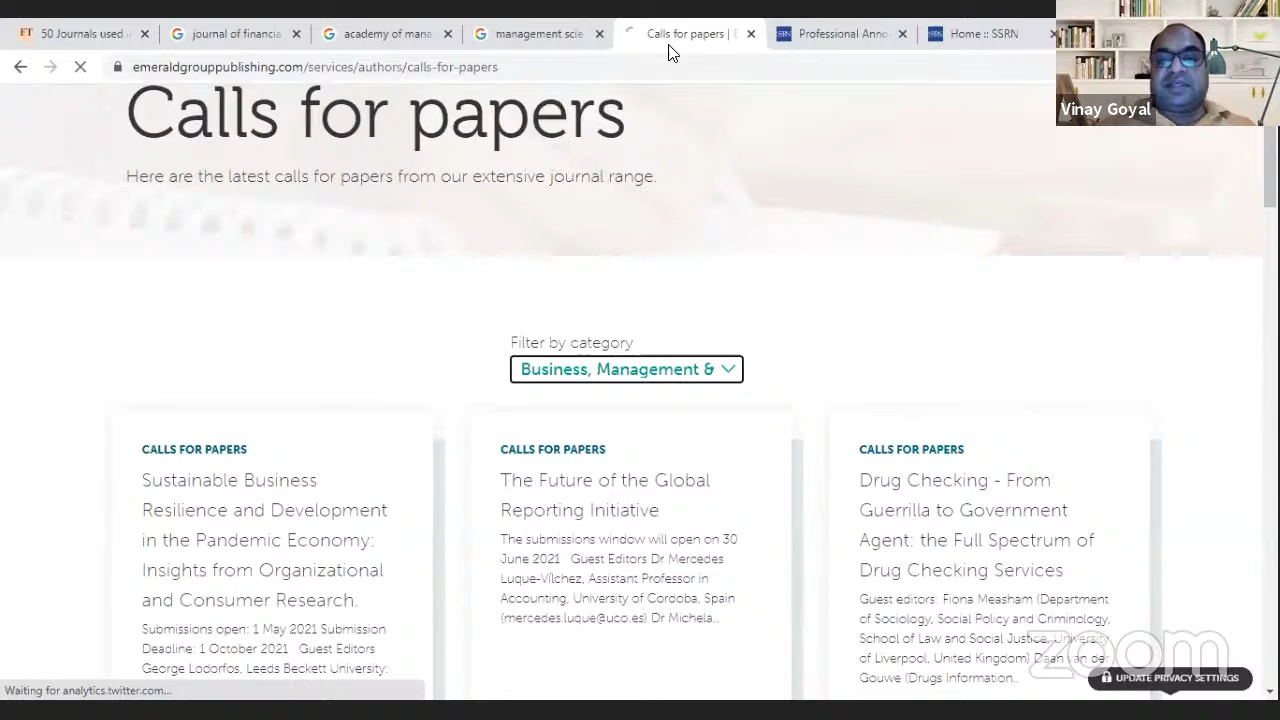 50 Journals used in
journal of financia
academy of mana
management scie
Calls for papers | E
Professional Anno
Home :: SSRN
emeraldgrouppublishing.com/services/authors/calls-for-papers
Vinay Goyal
Calls for papers
Here are the latest calls for papers from our extensive journal range.
Filter by category
Business, Management &
CALLS FOR PAPERS
Sustainable Business
Resilience and Development
in the Pandemic Economy:
Insights from Organizational
and Consumer Research.
Submissions open: 1 May 2021 Submission
Deadline: 1 October 2021 Guest Editors
George Lodorfos, Leeds Beckett University:
CALLS FOR PAPERS
The Future of the Global
Reporting Initiative
The submissions window will open on 30
June 2021 Guest Editors Dr Mercedes
Luque-Vílchez, Assistant Professor in
Accounting, University of Cordoba, Spain
(mercedes.luque@uco.es) Dr Michela...
CALLS FOR PAPERS
Drug Checking - From
Guerrilla to Government
Agent: the Full Spectrum of
Drug Checking Services
Guest editors: Fiona Measham (Department
of Sociology, Social Policy and Criminology,
School of Law and Social Justice, University
of Liverpool, United Kingdom) Daan van der
Gouwe (Drugs Information...
zoom
UPDATE PRIVACY SETTINGS
Waiting for analytics.twitter.com...